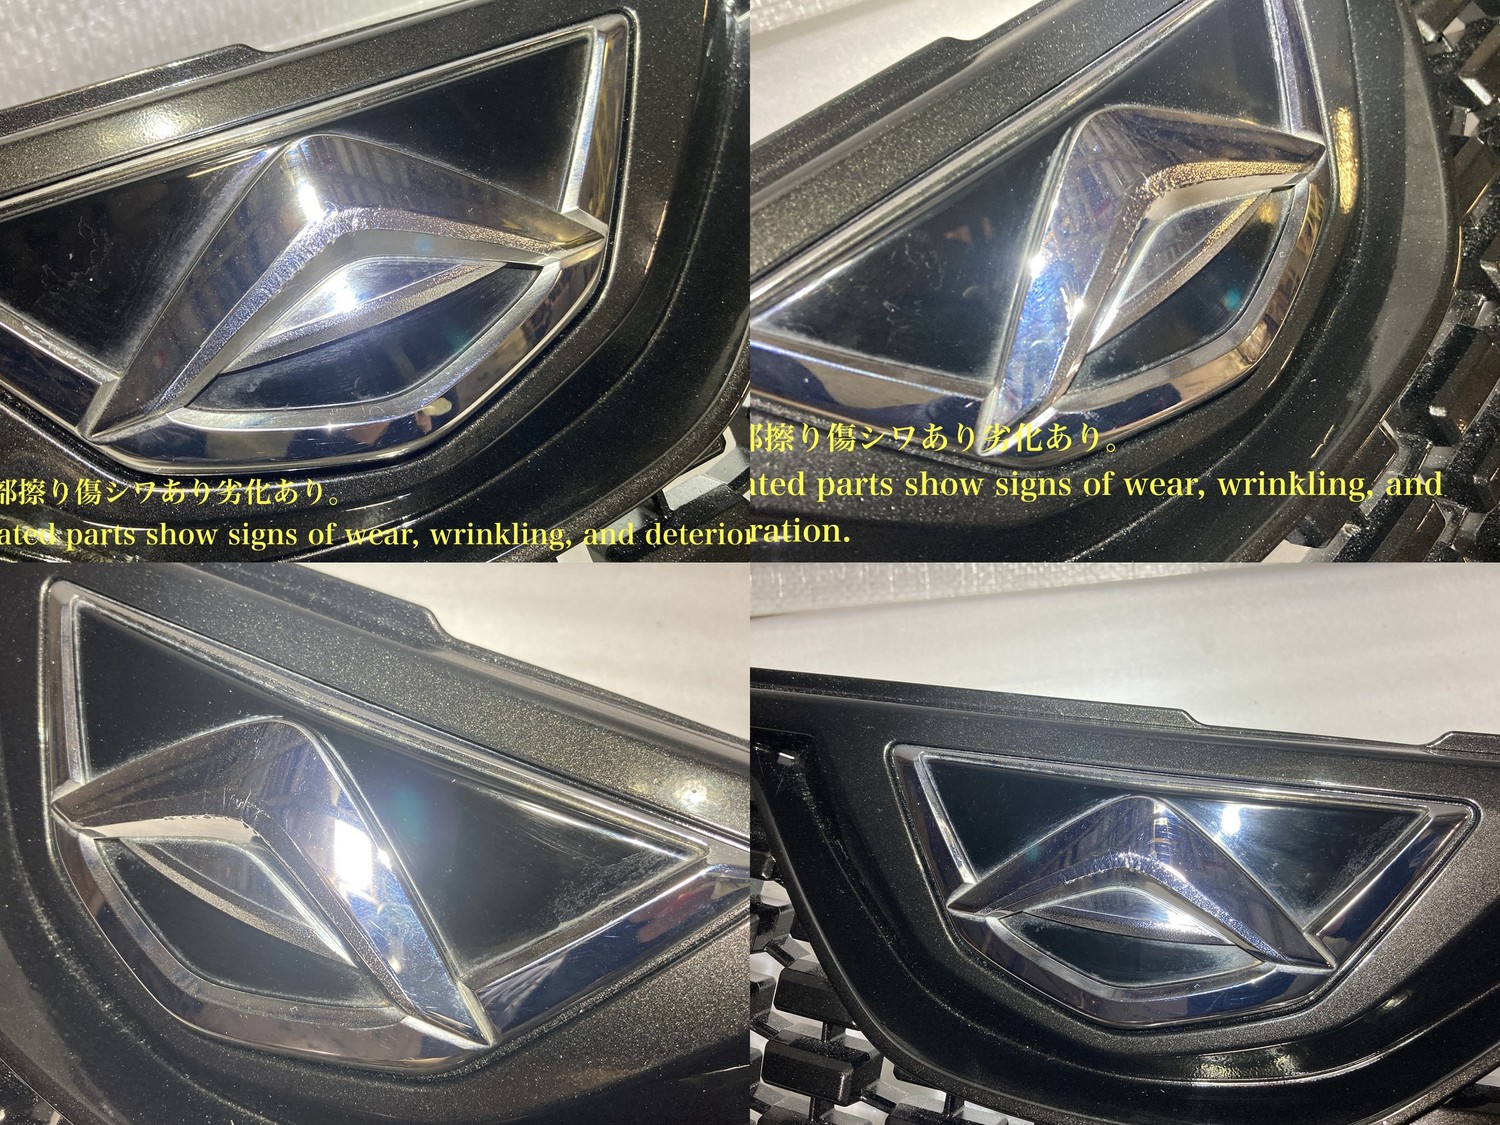 部擦り傷シワあり劣化あり。
ated parts show signs of wear, wrinkling, and deterior
部擦り傷シワあり劣化あり。
ated parts show signs of wear, wrinkling, and
ration.